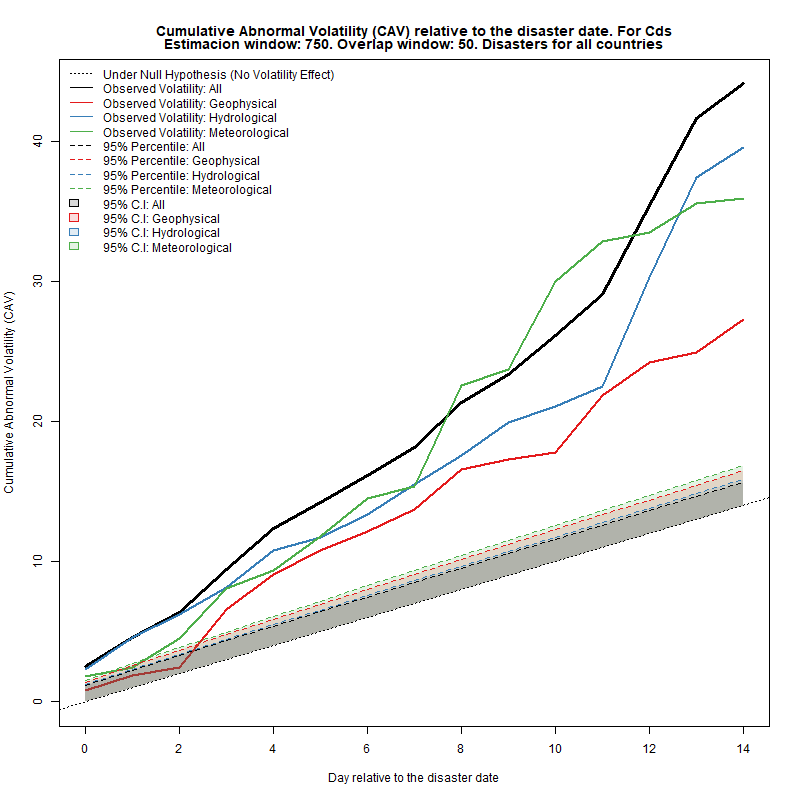 Cumulative Abnormal Volatility (CAV) relative to the disaster date. For Cds
Estimacion window: 750. Overlap window: 50. Disasters for all countries
Under Null Hypothesis (No Volatility Effect)
Observed Volatility: All
Observed Volatility: Geophysical
Observed Volatility: Hydrological
Observed Volatility: Meteorological
95% Percentile: All
95% Percentile: Geophysical
95% Percentile: Hydrological
95% Percentile: Meteorological
95% C.I: All
95% C.I: Geophysical
95% C.I: Hydrological
95% C.I: Meteorological
Cumulative Abnormal Volatility (CAV)
40
30
20
10
0
0 2 4 6 8 10 12 14
Day relative to the disaster date